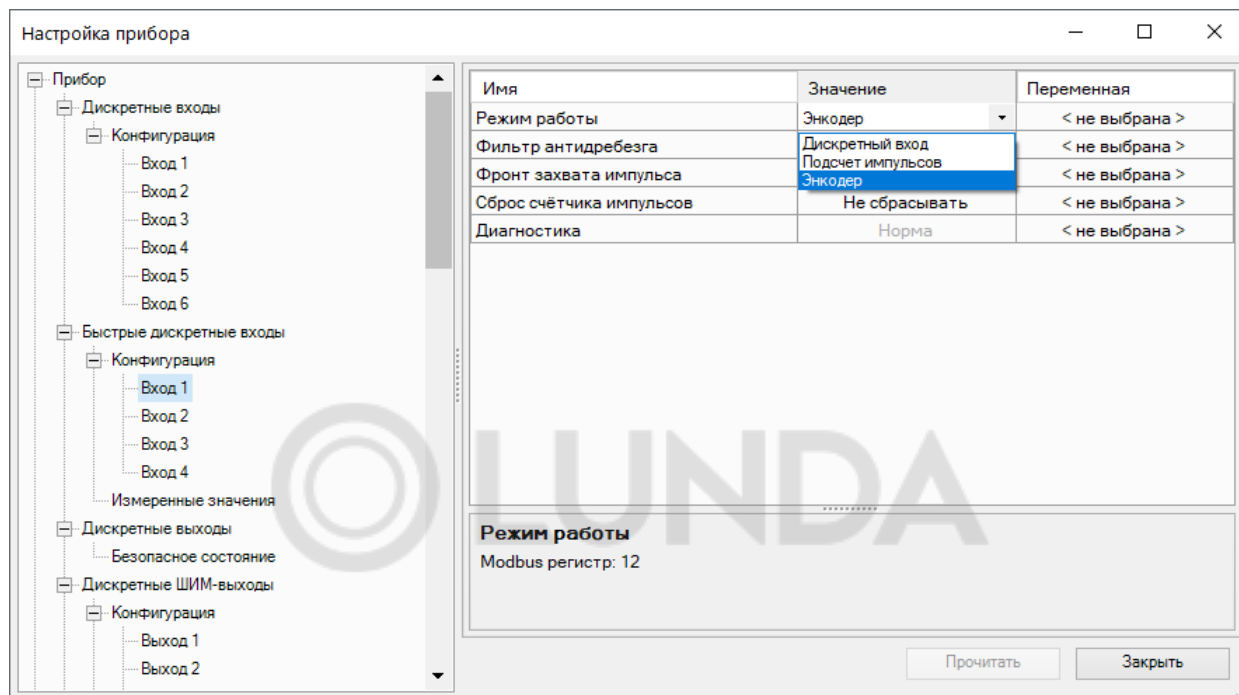 Настройка прибора
Прибор
Дискретные входы
Конфигурация
Вход 1
Вход 2
Вход 3
Вход 4
Вход 5
Вход 6
Быстрые дискретные входы
Конфигурация
Вход 1
Вход 2
Вход 3
Вход 4
Измеренные значения
Дискретные выходы
Безопасное состояние
Дискретные ШИМ-выходы
Конфигурация
Выход 1
Выход 2
Имя Значение Переменная
Режим работы Энкодер < не выбрана >
Фильтр антидребезга < не выбрана >
Фронт захвата импульса < не выбрана >
Дискретный вход
Подсчет импульсов
Энкодер
Сброс счётчика импульсов Не сбрасывать < не выбрана >
Диагностика Норма < не выбрана >
LUNDA
Режим работы
Modbus регистр: 12
Прочитать Закрыть